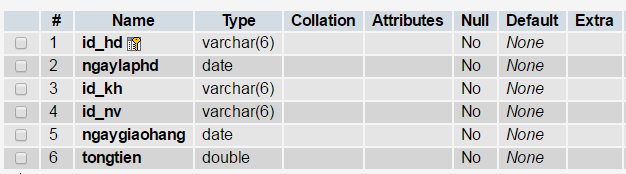 # Name Type Collation Attributes Null Default Extra
1 id_hd varchar(6) No None
2 ngaylaphd date No None
3 id_kh varchar(6) No None
4 id_nv varchar(6) No None
5 ngaygiaohang date No None
6 tongtien double No None